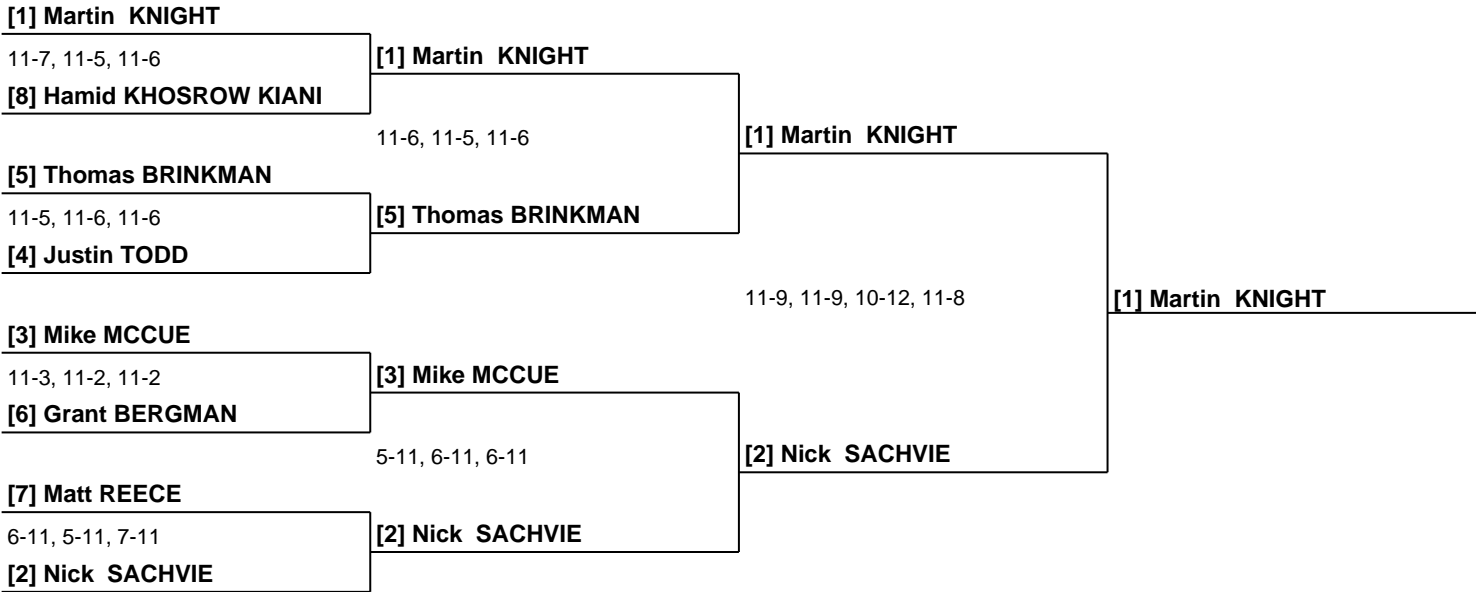 [1] Martin KNIGHT
11-7, 11-5, 11-6
[8] Hamid KHOSROW KIANI
[5] Thomas BRINKMAN
11-5, 11-6, 11-6
[4] Justin TODD
[3] Mike MCCUE
11-3, 11-2, 11-2
[6] Grant BERGMAN
[7] Matt REECE
6-11, 5-11, 7-11
[2] Nick SACHVIE
[1] Martin KNIGHT
11-6, 11-5, 11-6
[5] Thomas BRINKMAN
[3] Mike MCCUE
5-11, 6-11, 6-11
[2] Nick SACHVIE
[1] Martin KNIGHT
11-9, 11-9, 10-12, 11-8
[2] Nick SACHVIE
[1] Martin KNIGHT